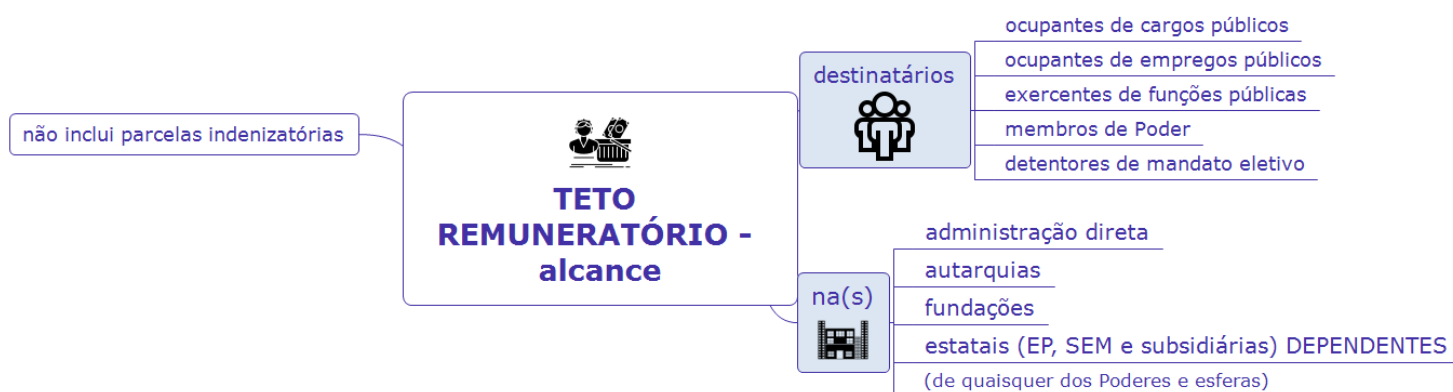 não inclui parcelas indenizatórias
TETO
REMUNERATÓRIO -
alcance
destinatários
ocupantes de cargos públicos
ocupantes de empregos públicos
exercentes de funções públicas
membros de Poder
detentores de mandato eletivo
na(s)
administração direta
autarquias
fundações
estatais (EP, SEM e subsidiárias) DEPENDENTES
(de quaisquer dos Poderes e esferas)